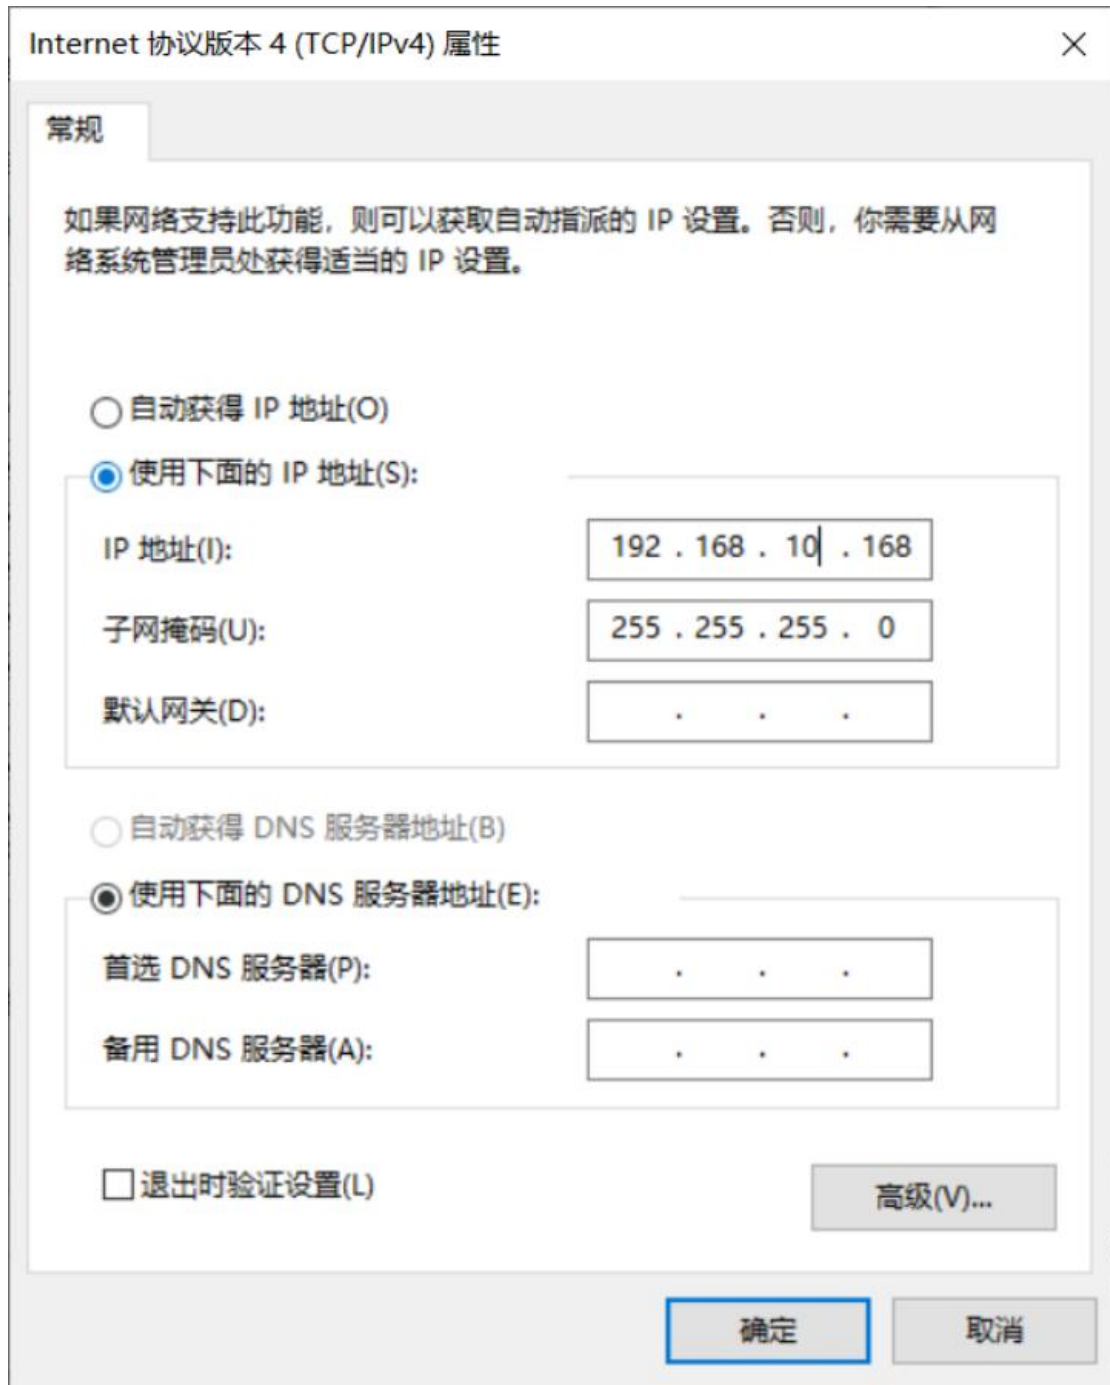 Internet 协议版本 4 (TCP/IPv4) 属性
常规
如果网络支持此功能，则可以获取自动指派的 IP 设置。否则，你需要从网
络系统管理员处获得适当的 IP 设置。
自动获得 IP 地址(O)
使用下面的 IP 地址(S):
IP 地址(I): 192 . 168 . 10 . 168
子网掩码(U): 255 . 255 . 255 . 0
默认网关(D): . . .
自动获得 DNS 服务器地址(B)
使用下面的 DNS 服务器地址(E):
首选 DNS 服务器(P): . . .
备用 DNS 服务器(A): . . .
退出时验证设置(L)
高级(V)...
确定 取消